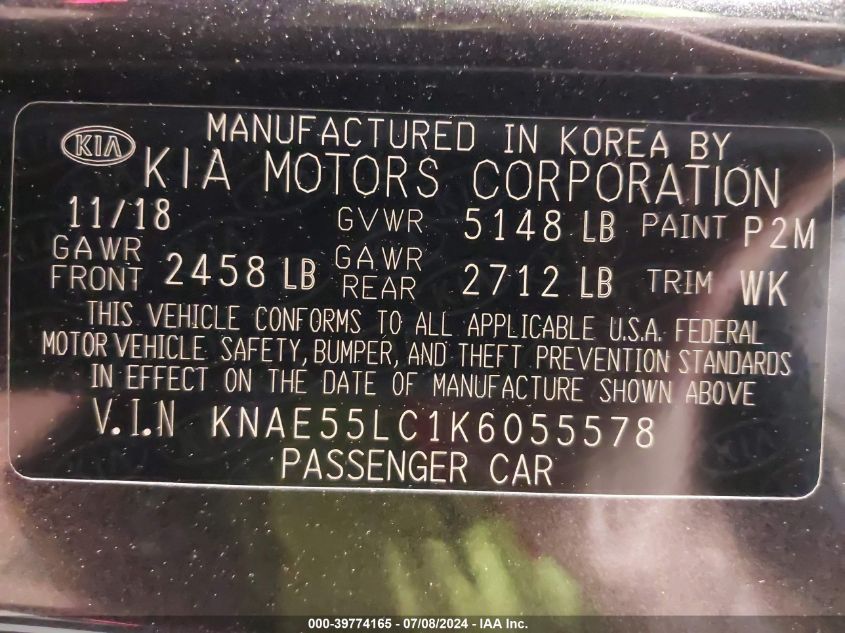 MANUFACTURED IN KOREA BY
KIA
KIA MOTORS CORPORATION
11/18 GVWR 5148 LB PAINT P2M
GAWR FRONT 2458 LB GAWR REAR 2712 LB TRIM WK
THIS VEHICLE CONFORMS TO ALL APPLICABLE U.S.A. FEDERAL
MOTOR VEHICLE SAFETY, BUMPER, AND THEFT PREVENTION STANDARDS
IN EFFECT ON THE DATE OF MANUFACTURE SHOWN ABOVE
V.I.N KNAE55LC1K6055578
PASSENGER CAR
000-39774165 - 07/08/2024 - IAA Inc.